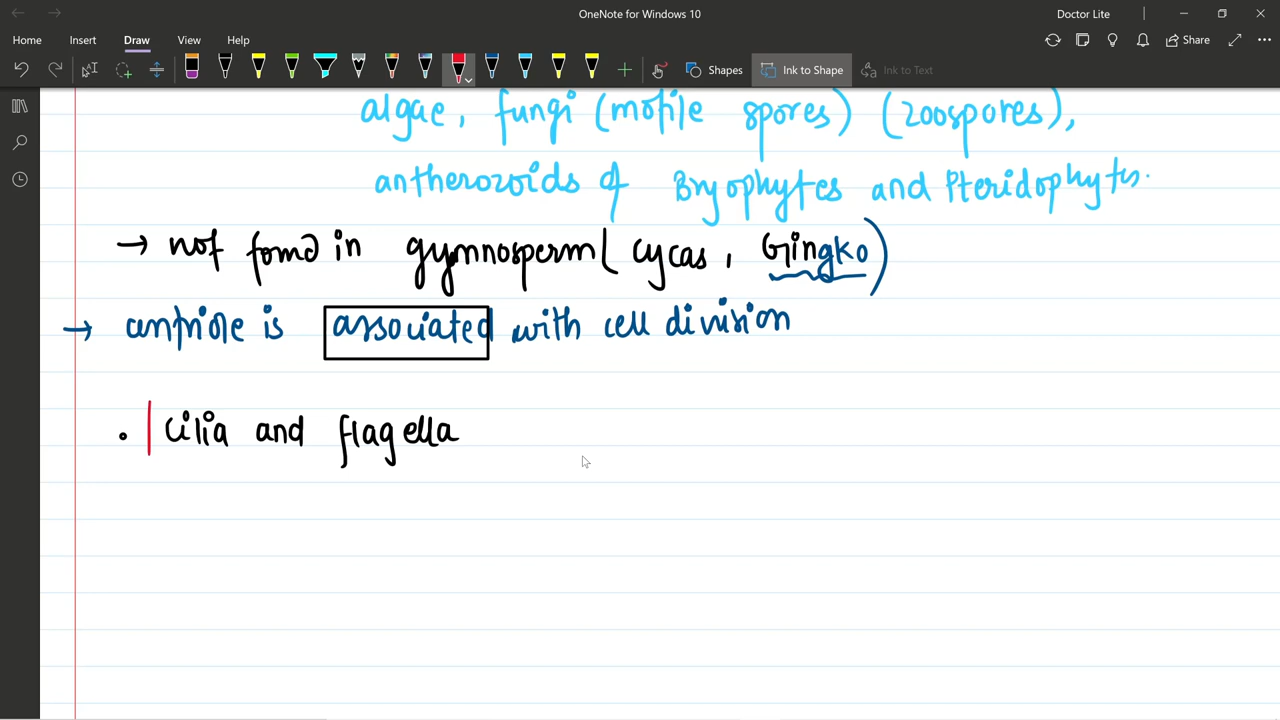 OneNote for Windows 10
Doctor Lite
Home Insert Draw View Help
Share
Shapes Ink to Shape Ink to Text
algae, fungi (motile spores) (zoospores),
antherozoids of Bryophytes and Pteridophytes.
→ not found in gymnosperm ( cycas , Gingko)
→ centriole is associated with cell division
• cilia and flagella